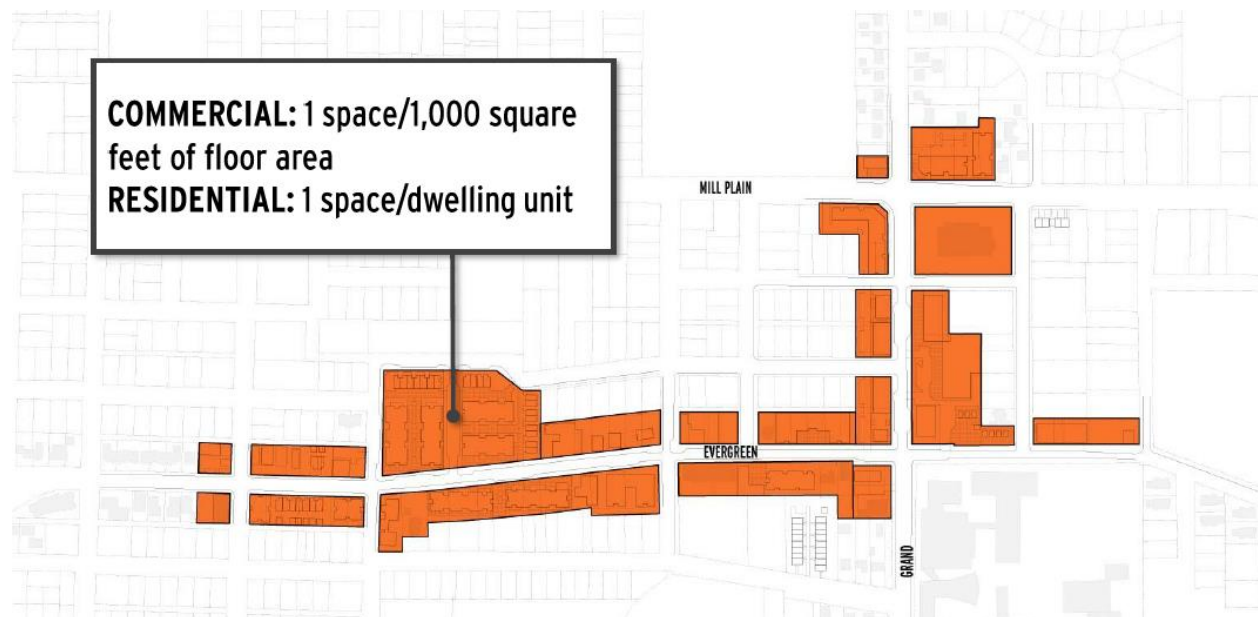 COMMERCIAL: 1 space/1,000 square
feet of floor area
RESIDENTIAL: 1 space/dwelling unit
MILL PLAIN
EVERGREEN
GRAND